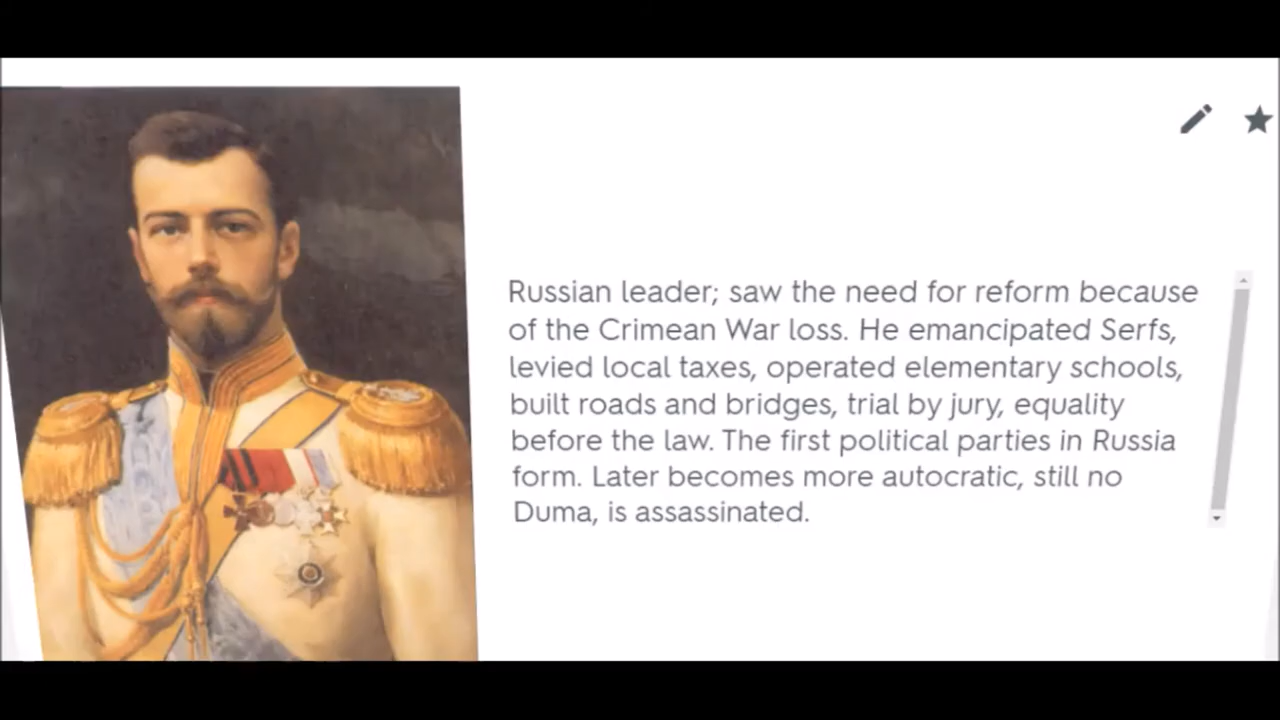 Russian leader; saw the need for reform because
of the Crimean War loss. He emancipated Serfs,
levied local taxes, operated elementary schools,
built roads and bridges, trial by jury, equality
before the law. The first political parties in Russia
form. Later becomes more autocratic, still no
Duma, is assassinated.